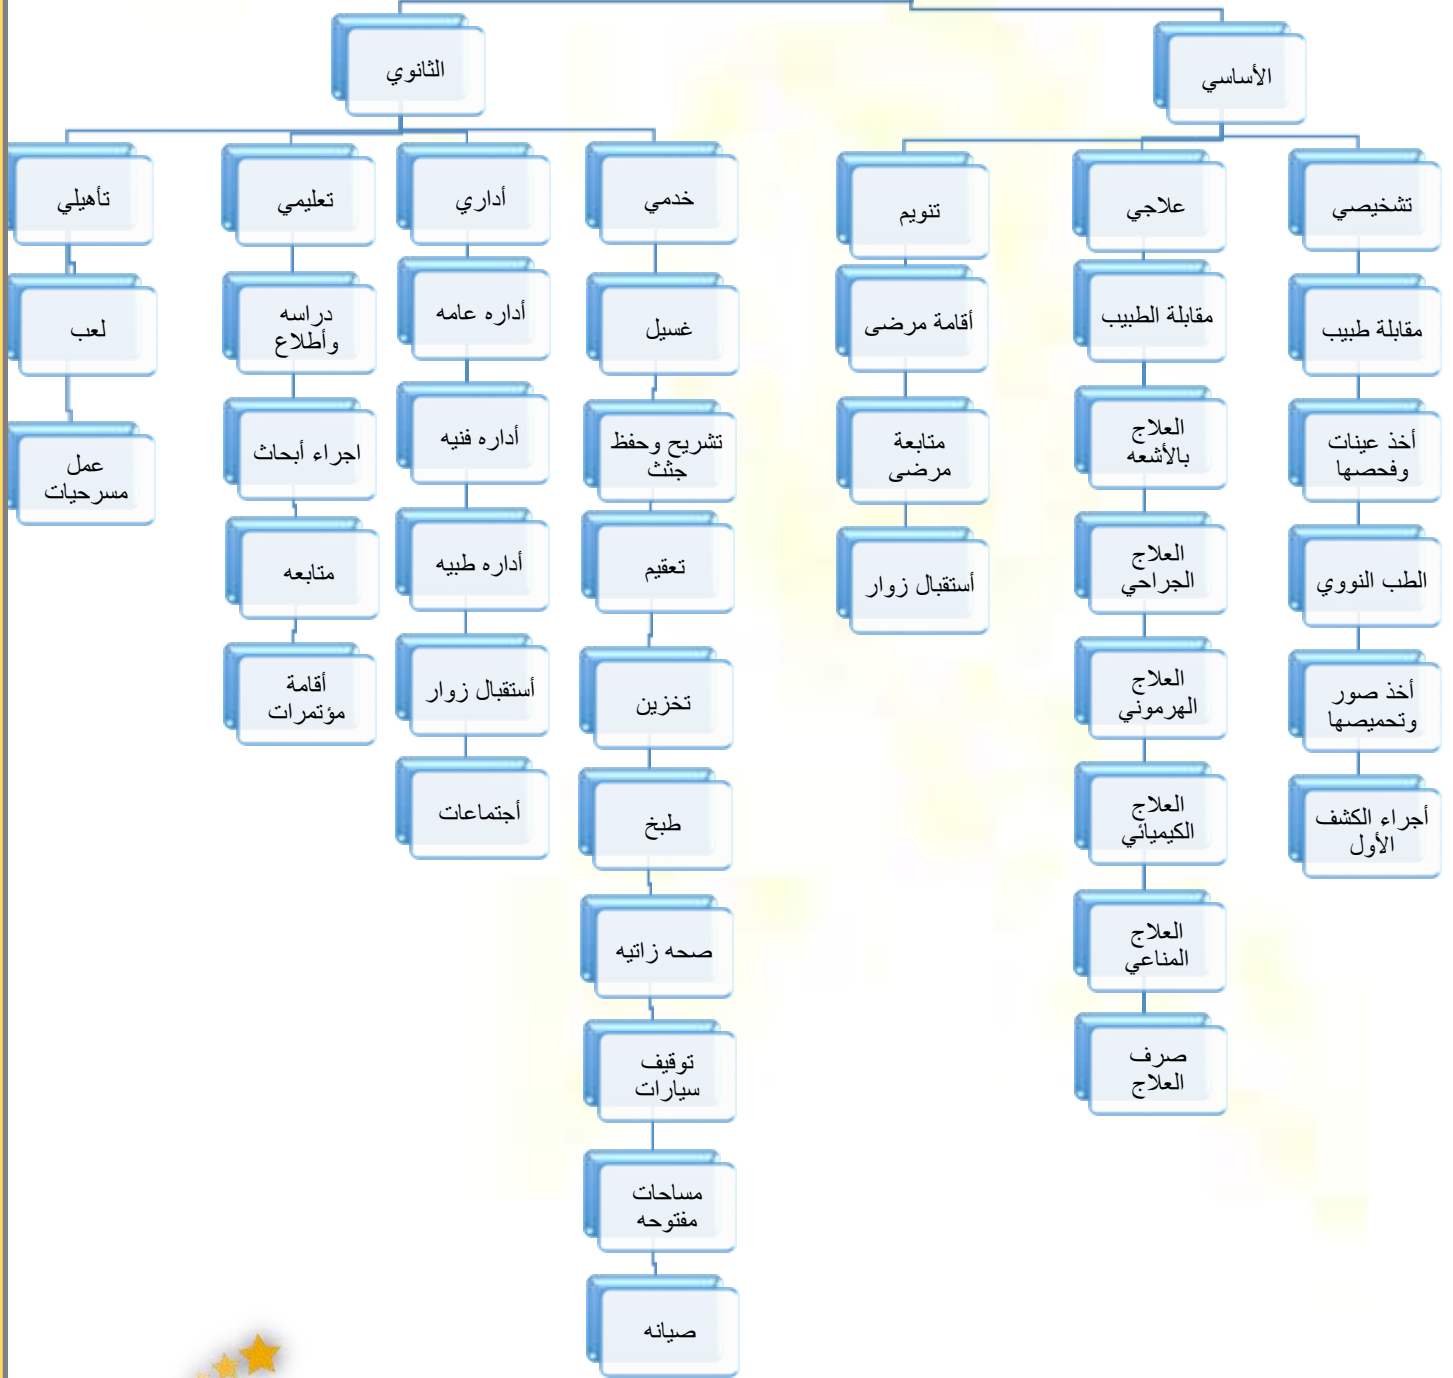 الأساسي
الثانوي
تشخيصي
مقابلة طبيب
أخذ عينات
وفحصها
الطب النووي
أخذ صور
وتحميصها
أجراء الكشف
الأول
علاجي
مقابلة الطبيب
العلاج
بالأشعه
العلاج
الجراحي
العلاج
الهرموني
العلاج
الكيميائي
العلاج
المناعي
صرف
العلاج
تنويم
أقامة مرضى
متابعة
مرضى
أستقبال زوار
خدمي
غسيل
تشريح وحفظ
جثث
تعقيم
تخزين
طبخ
صحه زاتيه
توقيف
سيارات
مساحات
مفتوحه
صيانه
أداري
أداره عامه
أداره فنيه
أداره طبيه
أستقبال زوار
أجتماعات
تعليمي
دراسه
وأطلاع
اجراء أبحاث
متابعه
أقامة
مؤتمرات
تأهيلي
لعب
عمل
مسرحيات